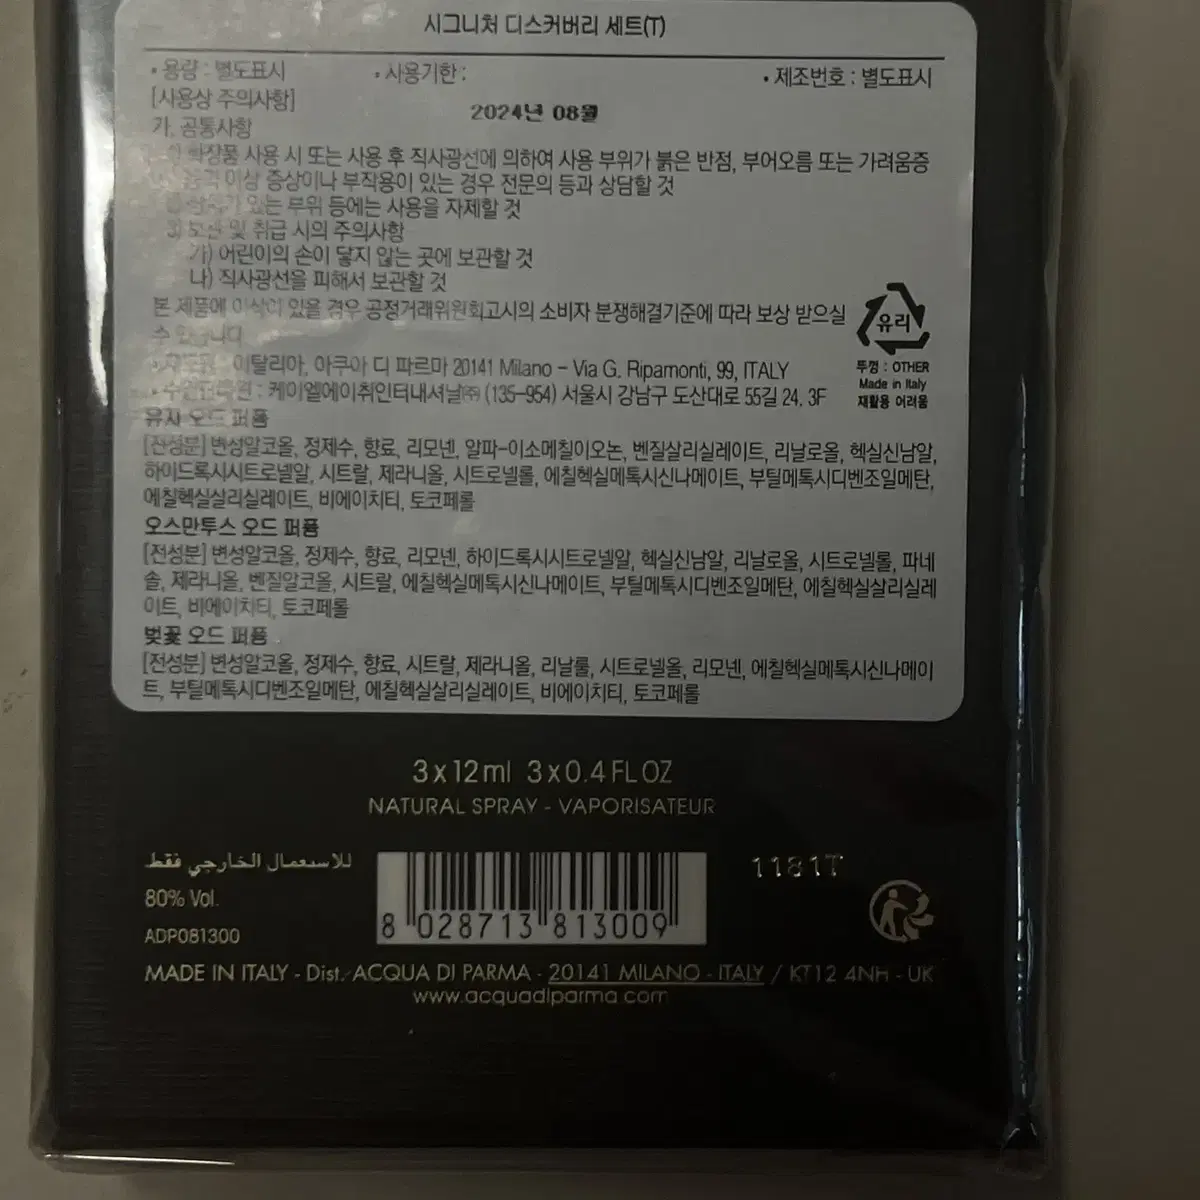 시그니처 디스커버리 세트(T)
• 용량 : 별도표시 • 사용기한 : • 제조번호 : 별도표시
[사용상 주의사항]
2024년 08월
가. 공통사항
1) 화장품 사용 시 또는 사용 후 직사광선에 의하여 사용 부위가 붉은 반점, 부어오름 또는 가려움증
이상 증상이나 부작용이 있는 경우 전문의 등과 상담할 것
있는 부위 등에는 사용을 자제할 것
3) 보관 및 취급 시의 주의사항
가) 어린이의 손이 닿지 않는 곳에 보관할 것
나) 직사광선을 피해서 보관할 것
본 제품에 이상이 있을 경우 공정거래위원회고시의 소비자 분쟁해결기준에 따라 보상 받으실
수 있습니다
이탈리아, 아쿠아 디 파르마 20141 Milano – Via G. Ripamonti, 99, ITALY
: 케이엘에이취인터내셔날㈜ (135-954) 서울시 강남구 도산대로 55길 24, 3F
유리
뚜껑 : OTHER
Made in Italy
재활용 어려움
유자 오드 퍼퓸
[전성분] 변성알코올, 정제수, 향료, 리모넨, 알파-이소메칠이오논, 벤질살리실레이트, 리날로올, 헥실신남알,
하이드록시시트로넬알, 시트랄, 제라니올, 시트로넬롤, 에칠헥실메톡시신나메이트, 부틸메톡시디벤조일메탄,
에칠헥실살리실레이트, 비에이치티, 토코페롤
오스만투스 오드 퍼퓸
[전성분] 변성알코올, 정제수, 향료, 리모넨, 하이드록시시트로넬알, 헥실신남알, 리날로올, 시트로넬롤, 파네
솔, 제라니올, 벤질알코올, 시트랄, 에칠헥실메톡시신나메이트, 부틸메톡시디벤조일메탄, 에칠헥실살리실레
이트, 비에이치티, 토코페롤
벚꽃 오드 퍼퓸
[전성분] 변성알코올, 정제수, 향료, 시트랄, 제라니올, 리날룰, 시트로넬올, 리모넨, 에칠헥실메톡시신나메이
트, 부틸메톡시디벤조일메탄, 에칠헥실살리실레이트, 비에이치티, 토코페롤
3 x 12 ml 3 x 0.4 FL OZ
NATURAL SPRAY - VAPORISATEUR
للاستعمال الخارجي فقط
80% Vol.
ADP081300
8 028713 813009
1181T
MADE IN ITALY - Dist. ACQUA DI PARMA - 20141 MILANO - ITALY / KT12 4NH - UK
www.acquadiparma.com